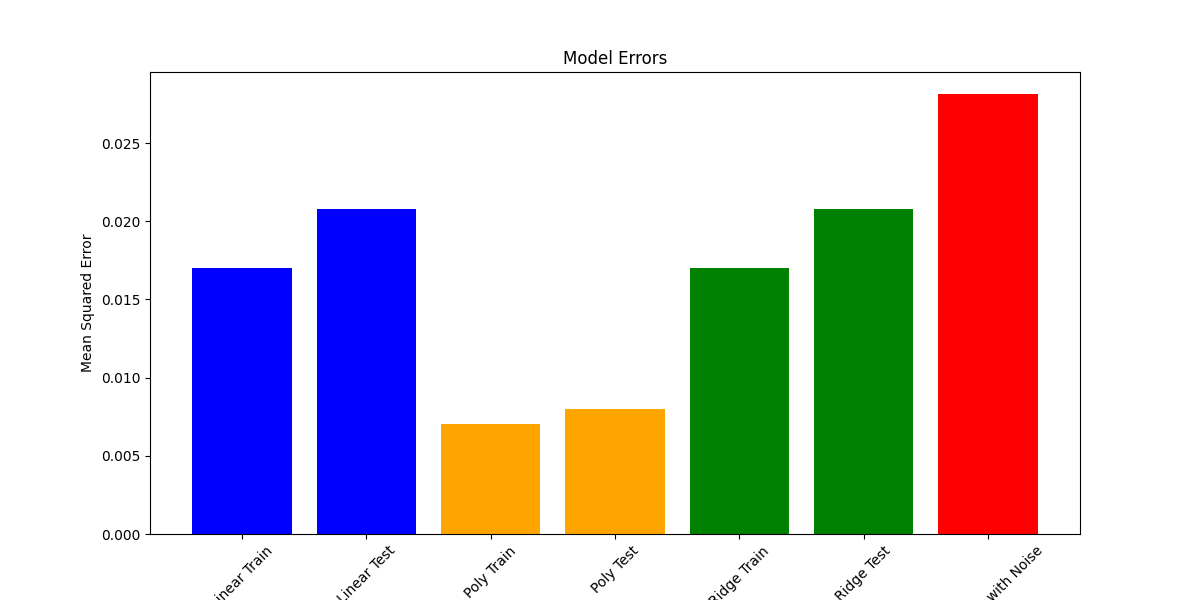 Model Errors
Mean Squared Error
0.025
0.020
0.015
0.010
0.005
0.000
inear Train
Linear Test
Poly Train
Poly Test
Ridge Train
Ridge Test
with Noise